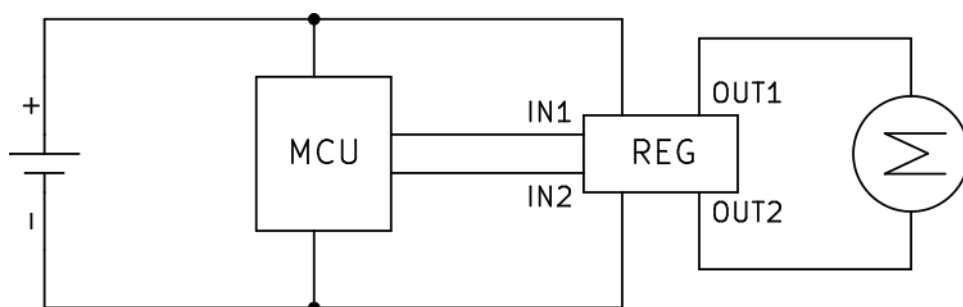 +
MCU
IN1
IN2
REG
OUT1
OUT2
M
−